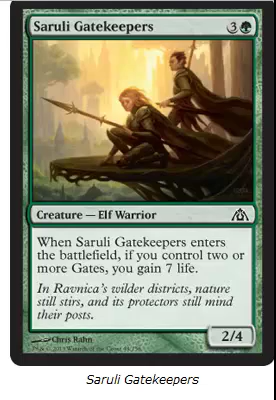 Saruli Gatekeepers 3
Creature — Elf Warrior
When Saruli Gatekeepers enters
the battlefield, if you control two or
more Gates, you gain 7 life.
In Ravnica's wilder districts, nature
still stirs, and its protectors still mind
their posts.
2/4
Chris Rahn
Saruli Gatekeepers